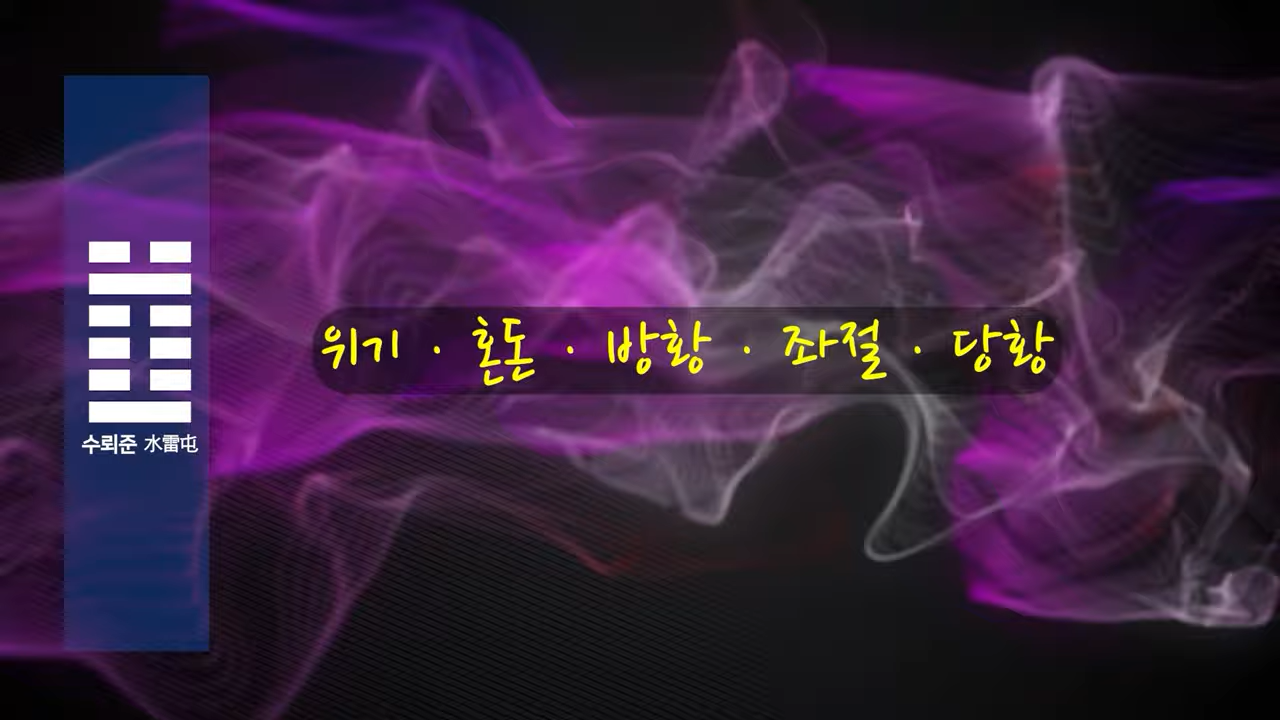 위기 · 혼돈 · 방황 · 좌절 · 당황
수뢰준 水雷屯